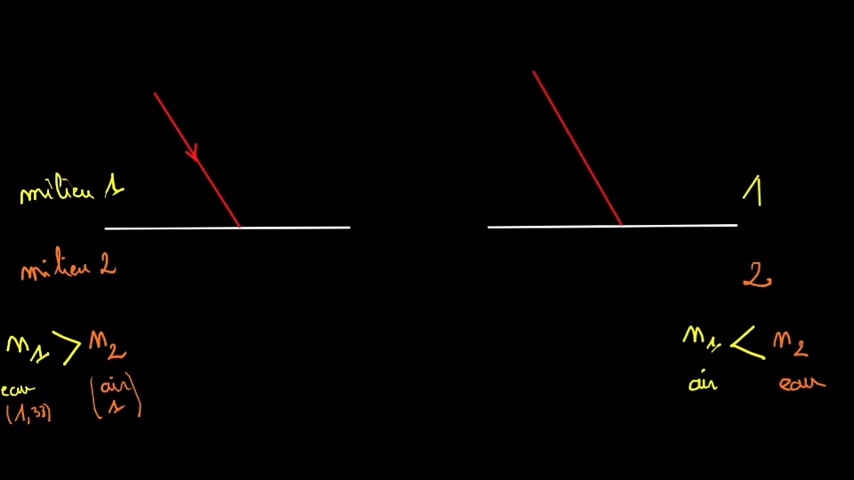 milieu 1
milieu 2
n1 > n2
eau (air
(1,33) 1)
1
2
n1 < n2
air eau